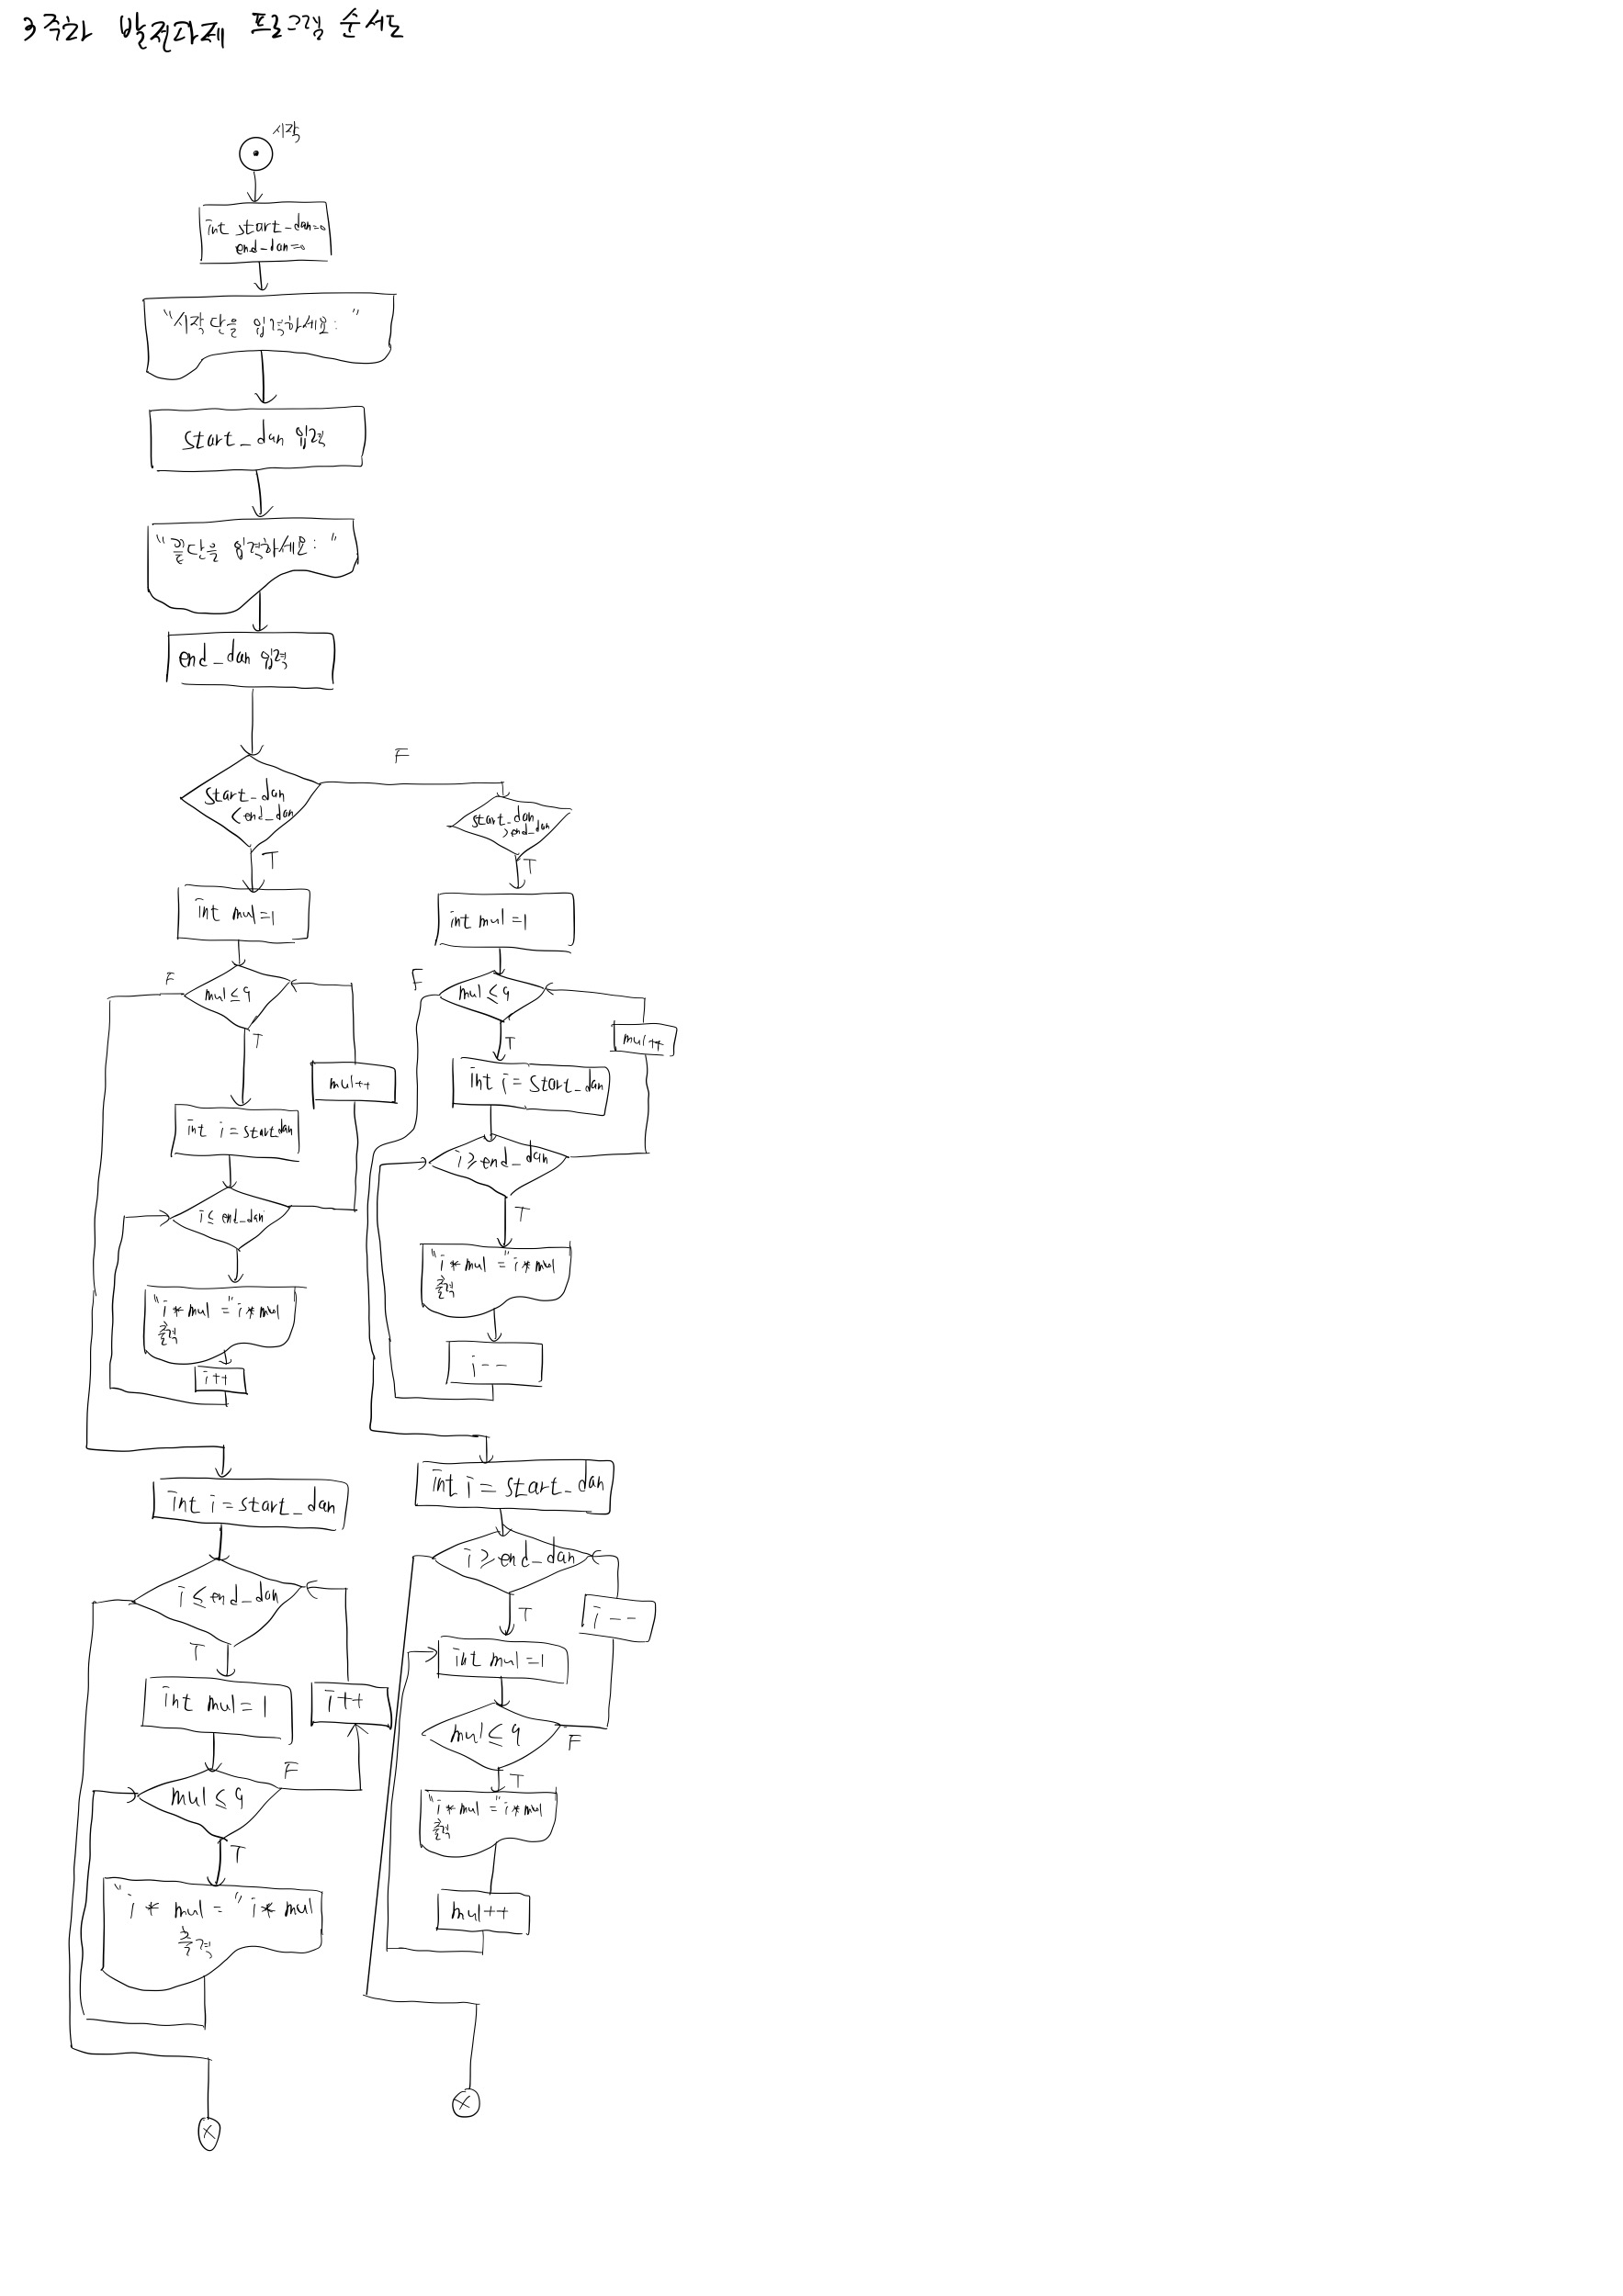 3주차 발전과제 프로그램 순서도
시작
int start_dan=0
end_dan=0
"시작단을 입력하세요: "
start_dan 입력
"끝단을 입력하세요: "
end_dan 입력
start_dan
<end_dan
F
T
int mul=1
F
mul≤9
T
mul++
int i=startdan
i≤ end_dan
"i* mul ="i*mul
출력
i++
int i=start_dan
i≤end_dan
T
int mul=1
i++
mul≤9
F
T
"i* mul="i* mul
출력
start_dan
>end_dan
T
int mul=1
F
mul≤9
T
mul++
int i=start_dan
i≥end_dan
T
"i* mul ="i*mul
출력
i--
int i=start_dan
i≥end_dan
T
i--
int mul=1
mul≤9
F
T
"i* mul ="i*mul
출력
mul++